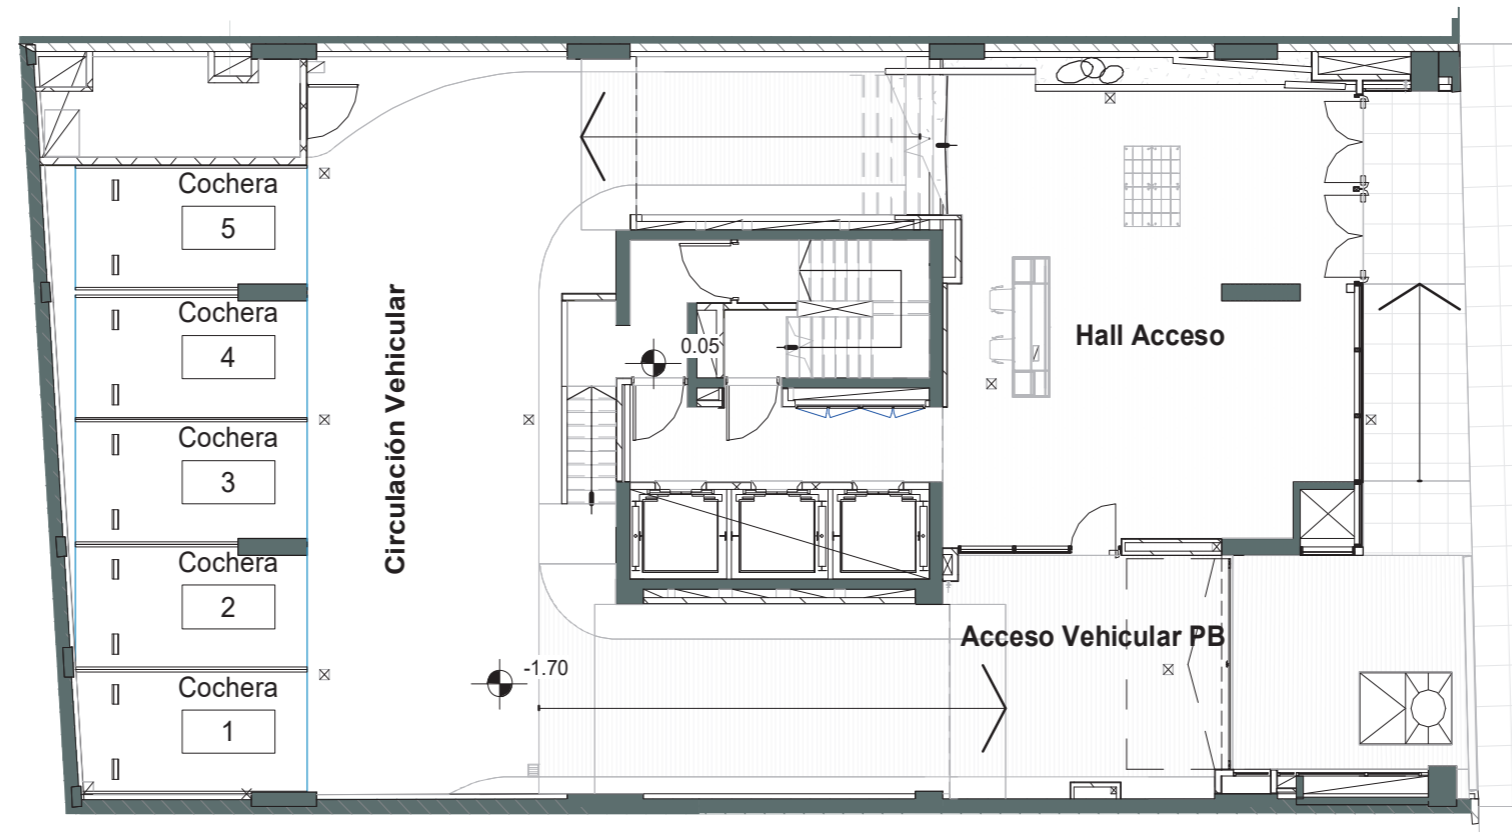 Cochera
5
Cochera
4
Cochera
3
Cochera
2
Cochera
1
Circulación Vehicular
0.05
-1.70
Hall Acceso
Acceso Vehicular PB